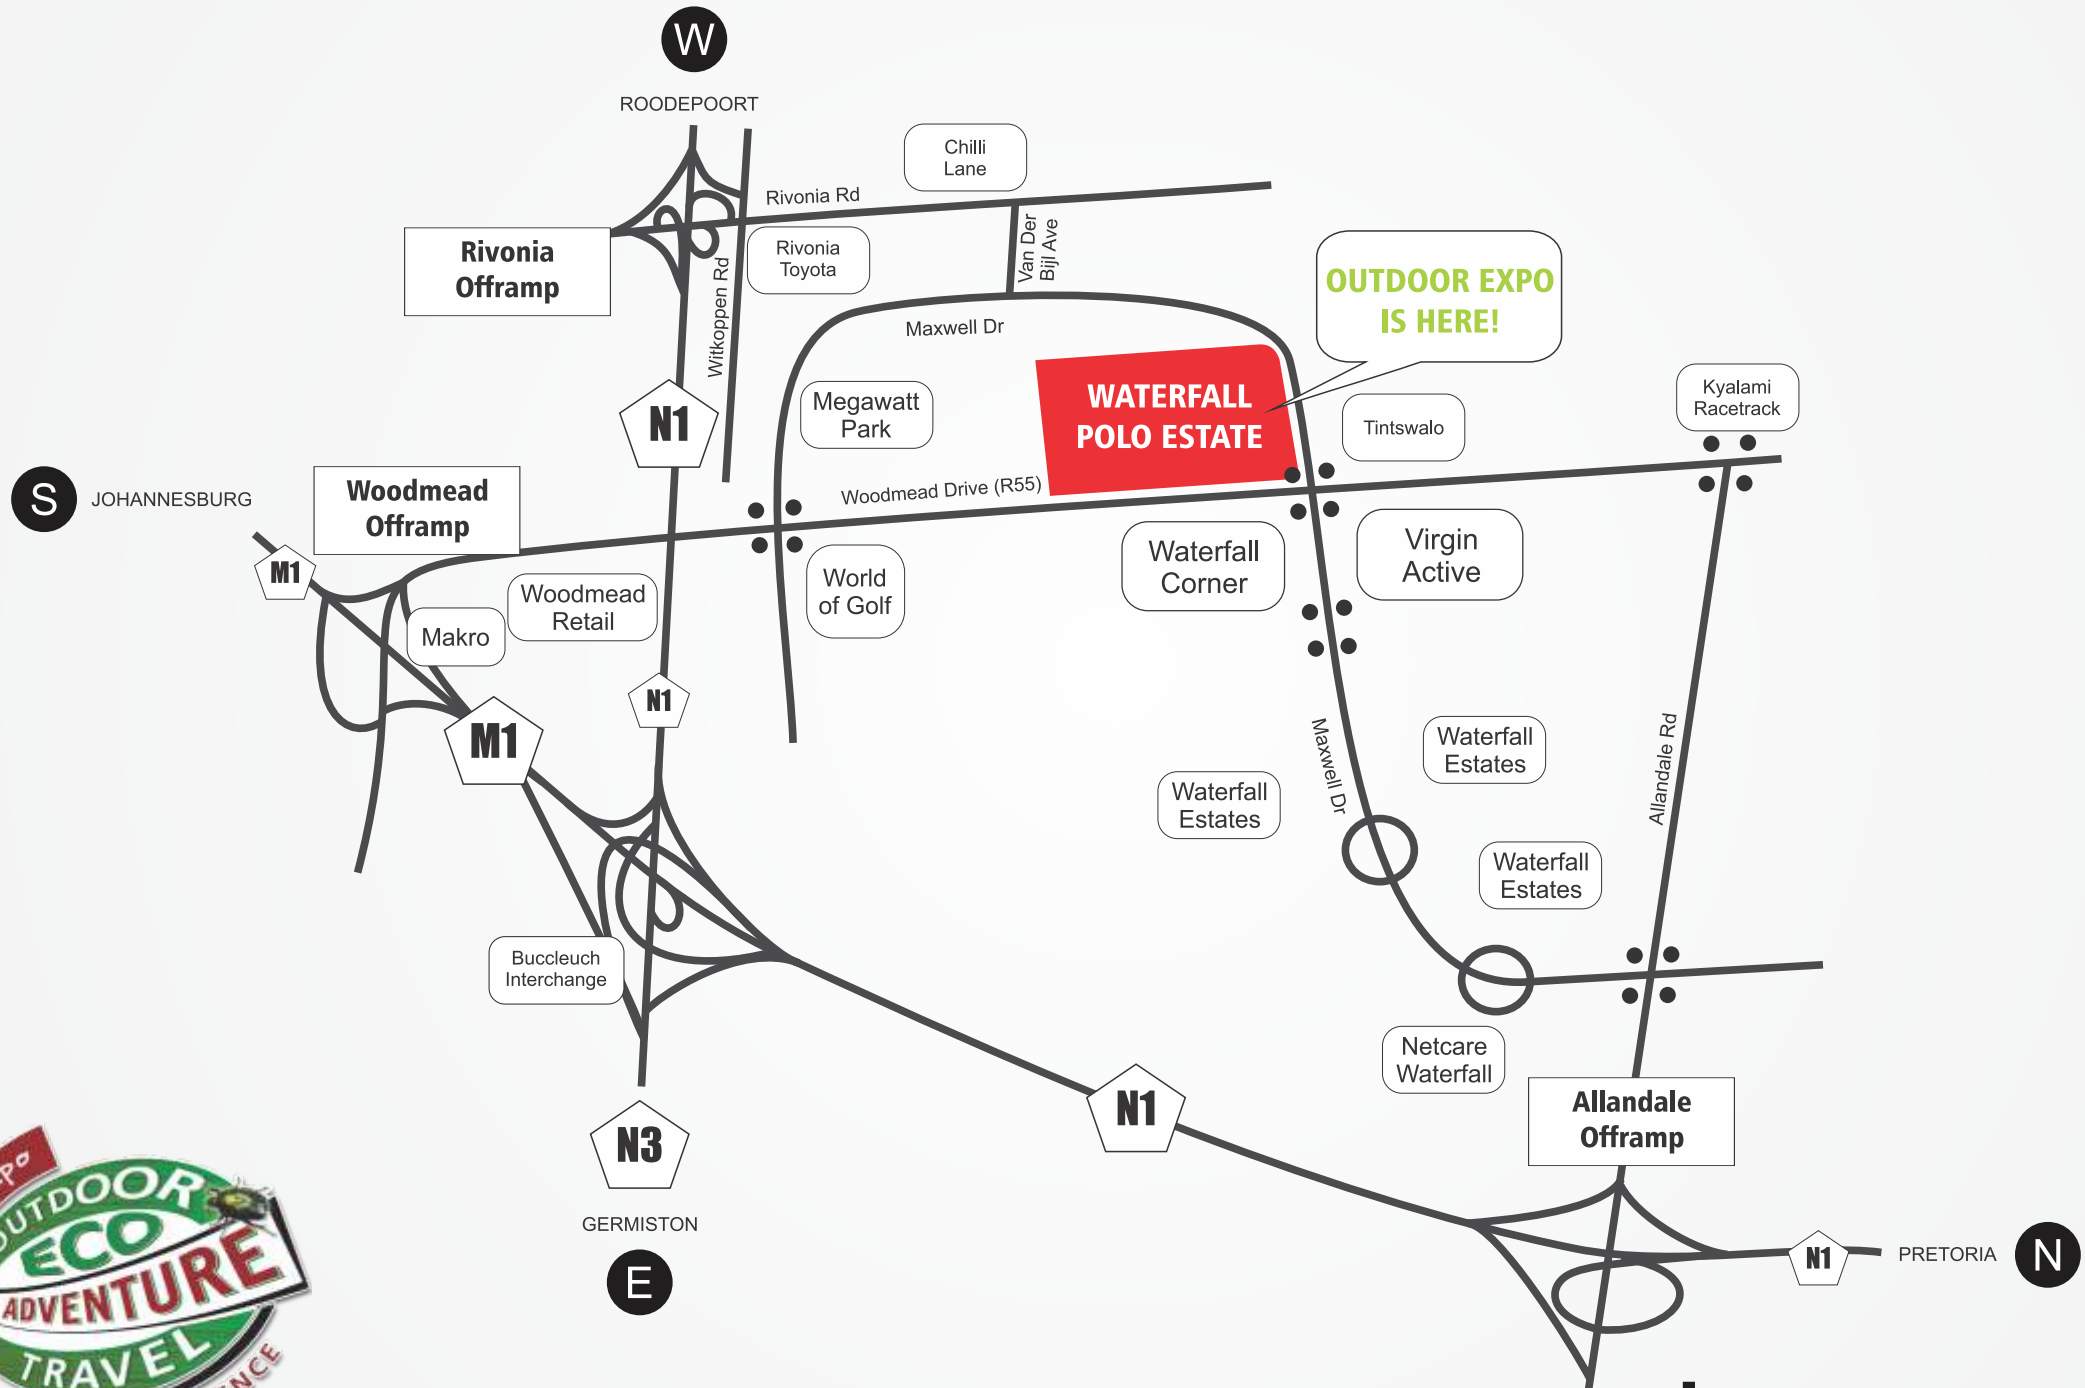 W
ROODEPOORT
Chilli
Lane
Rivonia Rd
Rivonia
Offramp
Rivonia
Toyota
Van Der
Bijl Ave
Witkoppen Rd
OUTDOOR EXPO
IS HERE!
Maxwell Dr
WATERFALL
POLO ESTATE
Kyalami
Racetrack
N1
Megawatt
Park
Tintswalo
S
JOHANNESBURG
Woodmead
Offramp
Woodmead Drive (R55)
M1
Waterfall
Corner
Virgin
Active
Woodmead
Retail
World
of Golf
Makro
N1
M1
Maxwell Dr
Waterfall
Estates
Waterfall
Estates
Allandale Rd
Waterfall
Estates
Buccleuch
Interchange
Netcare
Waterfall
N1
Allandale
Offramp
N3
GERMISTON
E
N1
PRETORIA
N
OUTDOOR
ECO
ADVENTURE
TRAVEL